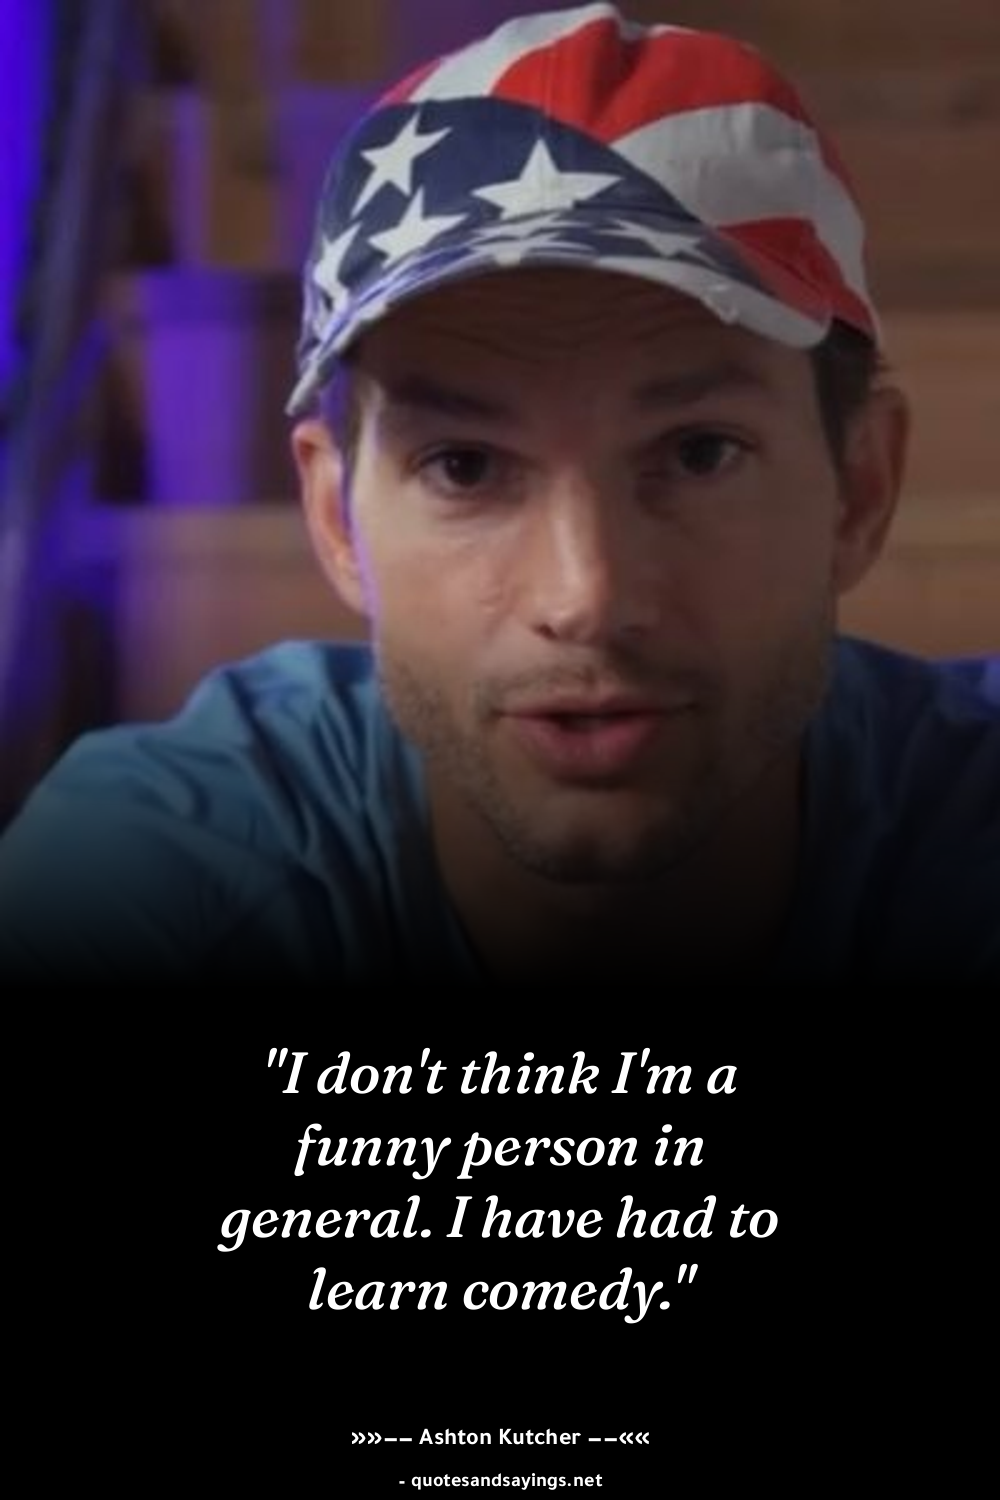 "I don't think I'm a
funny person in
general. I have had to
learn comedy."
»»−− Ashton Kutcher −−««
- quotesandsayings.net